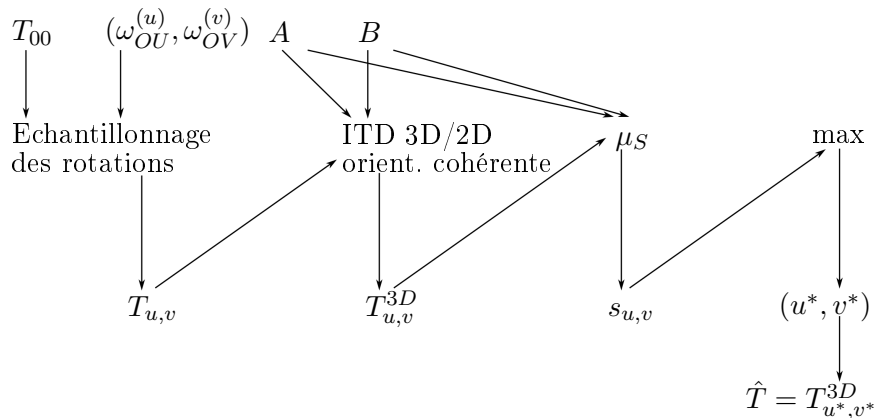 T_{00} (ω_{OU}^{(u)}, ω_{OV}^{(v)}) A B
Echantillonnage
des rotations
ITD 3D/2D
orient. cohérente
μ_S
max
T_{u,v} T_{u,v}^{3D} s_{u,v} (u*, v*)
T̂ = T_{u*,v*}^{3D}